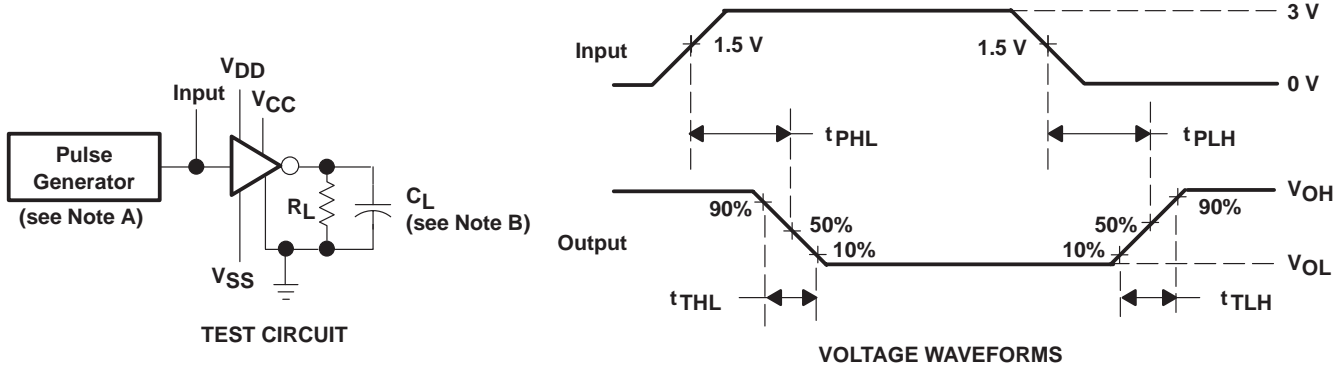 Input
VDD
VCC
Pulse
Generator
(see Note A)
RL
CL
(see Note B)
VSS
TEST CIRCUIT
Input
1.5 V
1.5 V
3 V
0 V
tPHL
tPLH
Output
90%
50%
10%
10%
50%
90%
VOH
VOL
tTHL
tTLH
VOLTAGE WAVEFORMS